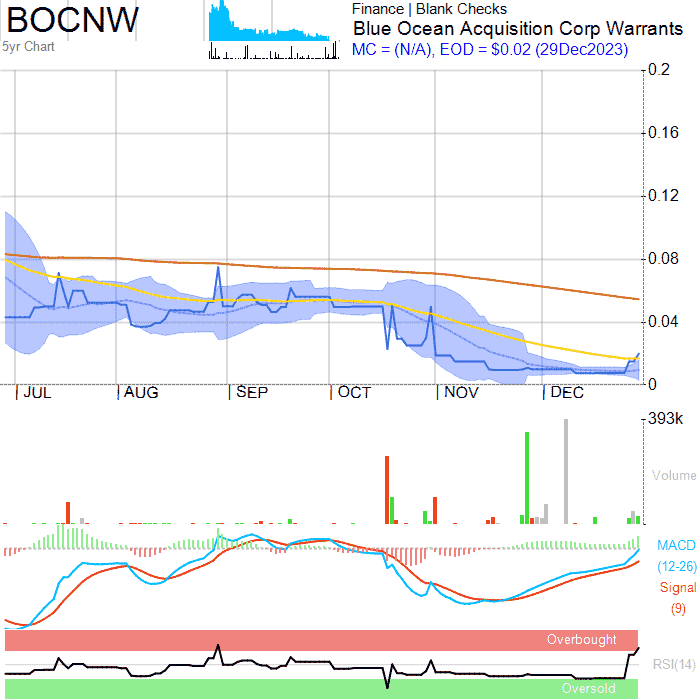 BOCNW
5yr Chart
Finance | Blank Checks
Blue Ocean Acquisition Corp Warrants
MC = (N/A), EOD = $0.02 (29Dec2023)
0.2
0.16
0.12
0.08
0.04
0
JUL AUG SEP OCT NOV DEC
393k
Volume
MACD
(12-26)
Signal
(9)
Overbought
RSI(14)
Oversold